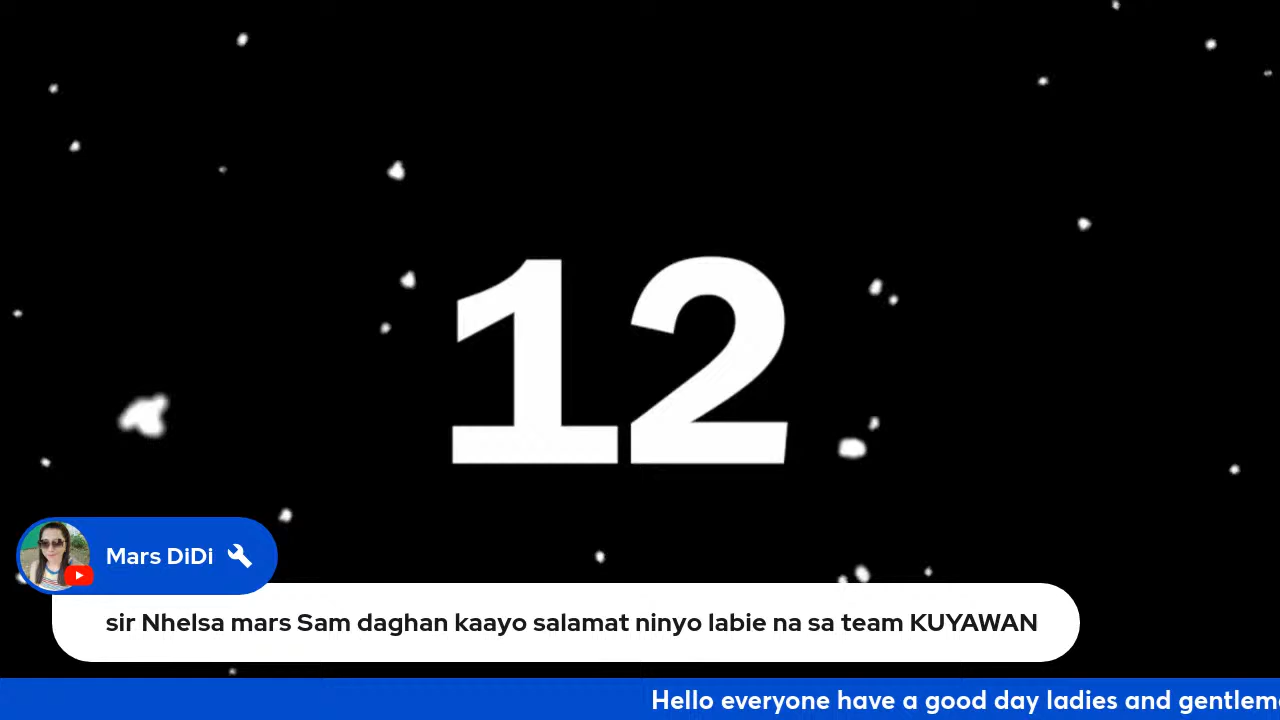 12
Mars DiDi
sir Nhelsa mars Sam daghan kaayo salamat ninyo labie na sa team KUYAWAN
Hello everyone have a good day ladies and